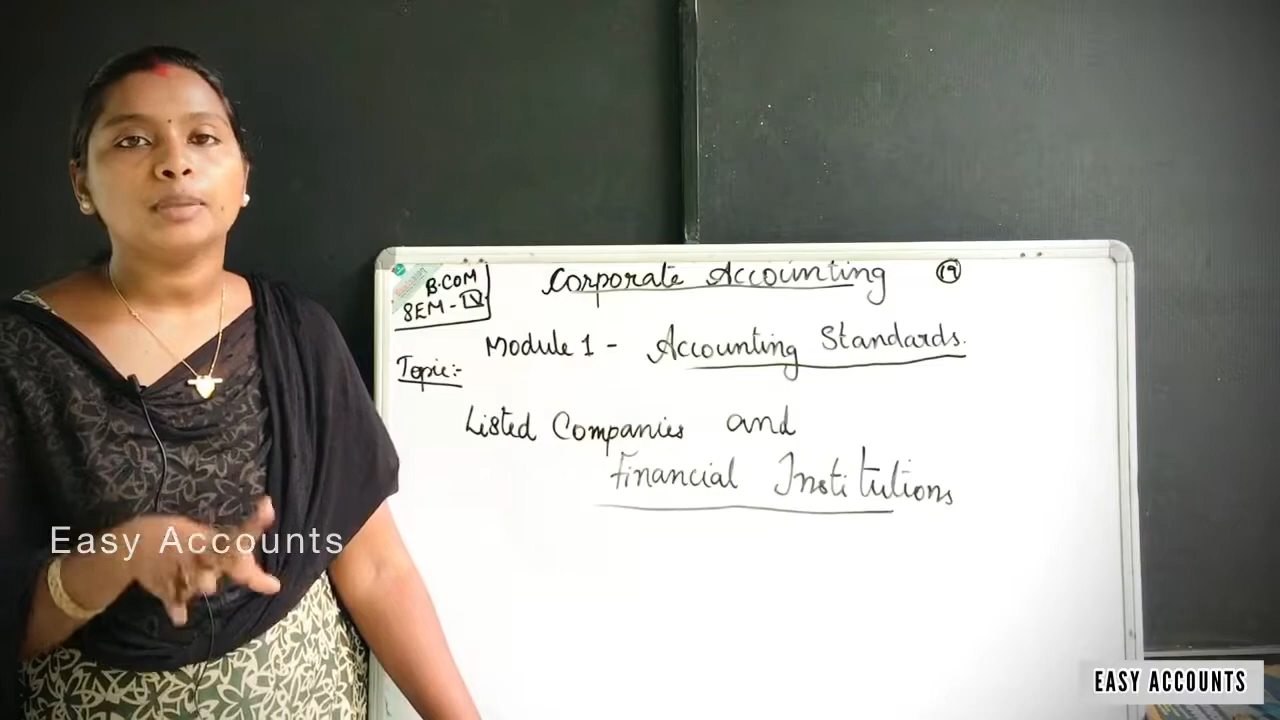 B.COM
SEM-IV
Corporate Accounting 19
Module 1 - Accounting Standards.
Topic:-
Listed Companies and
Financial Institutions
Easy Accounts
EASY ACCOUNTS